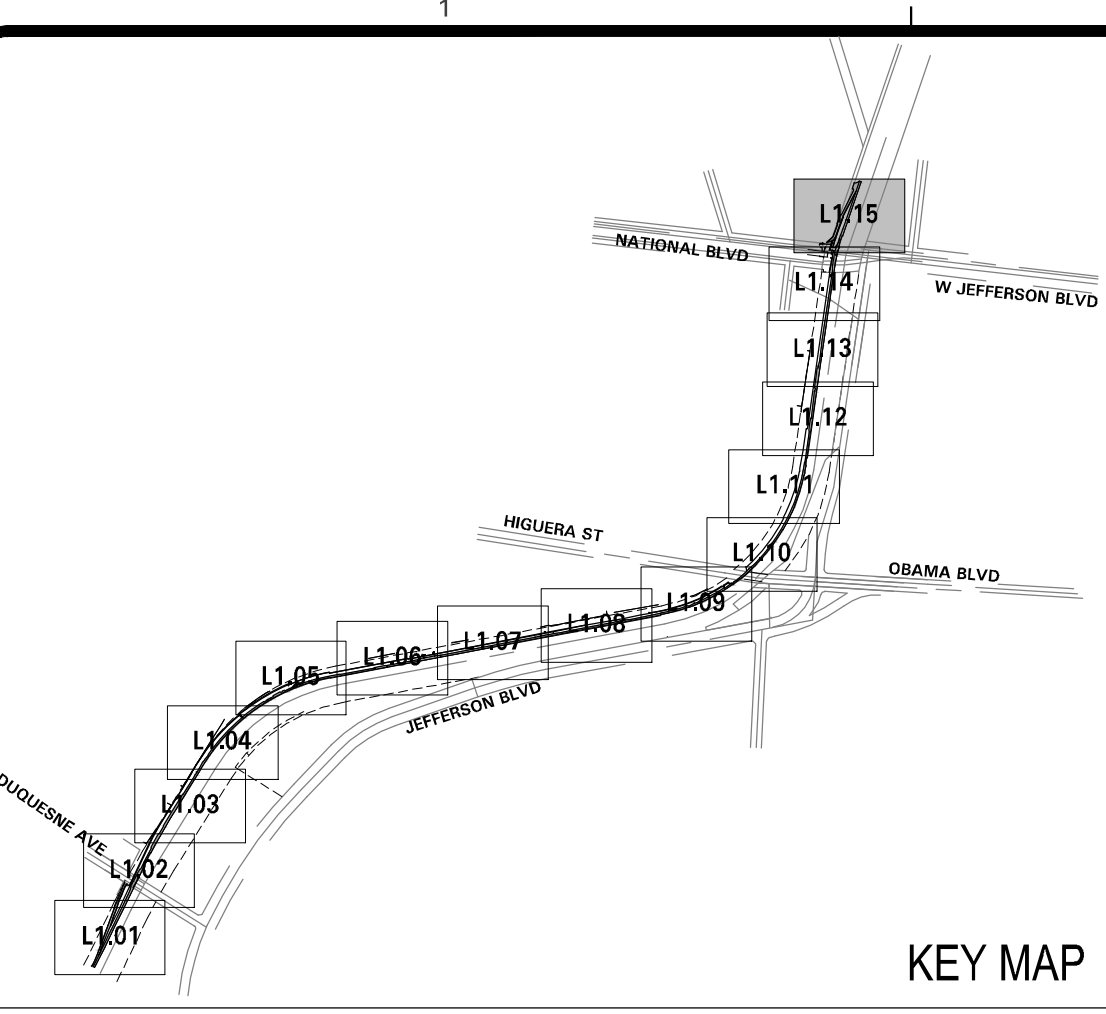 1
L1.15
NATIONAL BLVD
L1.14
W JEFFERSON BLVD
L1.13
L1.12
L1.11
HIGUERA ST
L1.10
OBAMA BLVD
L1.09
L1.08
L1.07
L1.06
L1.05
JEFFERSON BLVD
L1.04
L1.03
DUQUESNE AVE
L1.02
L1.01
KEY MAP